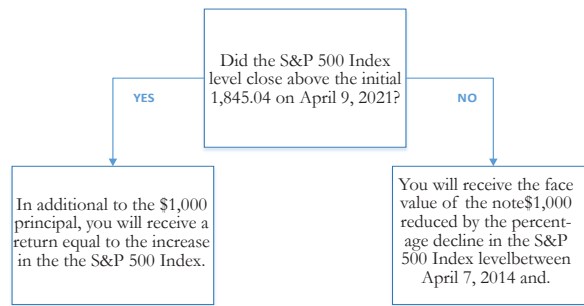 Did the S&P 500 Index
level close above the initial
1,845.04 on April 9, 2021?
YES
NO
In additional to the $1,000
principal, you will receive a
return equal to the increase
in the the S&P 500 Index.
You will receive the face
value of the note$1,000
reduced by the percent-
age decline in the S&P
500 Index levelbetween
April 7, 2014 and.